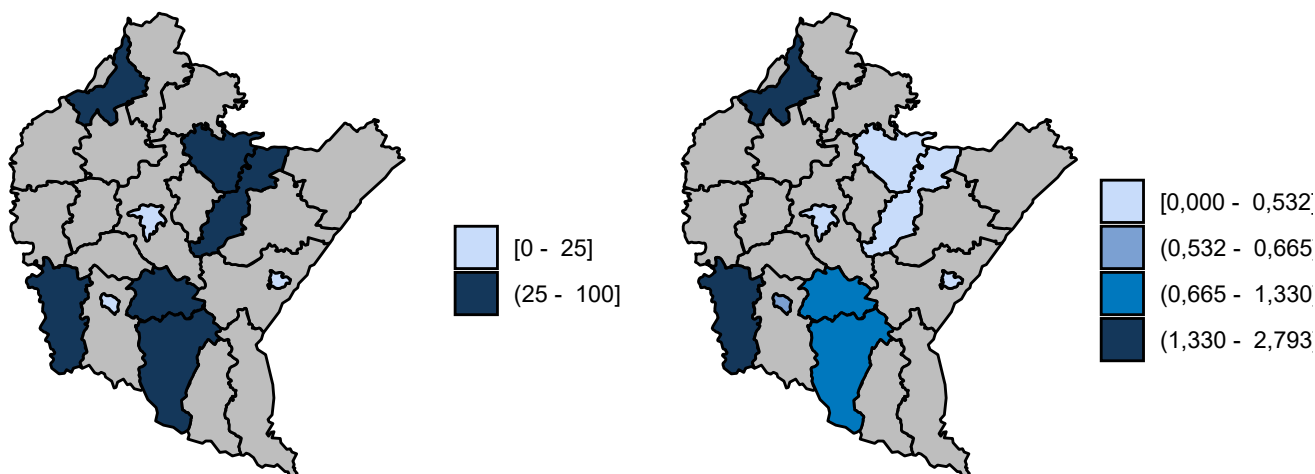 [0 - 25]
(25 - 100]
[0,000 - 0,532]
(0,532 - 0,665
(0,665 - 1,330
(1,330 - 2,793